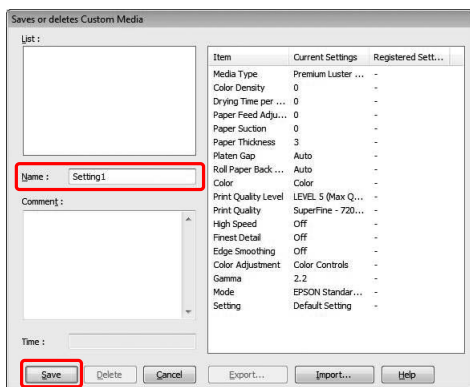 Saves or deletes Custom Media
List :
Name : Setting1
Comment :
Time :
Item Current Settings Registered Sett...
Media Type Premium Luster ... -
Color Density 0 -
Drying Time per ... 0 -
Paper Feed Adju... 0 -
Paper Suction 0 -
Paper Thickness 3 -
Platen Gap Auto -
Roll Paper Back ... Auto -
Color Color -
Print Quality Level LEVEL 5 (Max Q... -
Print Quality SuperFine - 720... -
High Speed Off -
Finest Detail Off -
Edge Smoothing Off -
Color Adjustment Color Controls -
Gamma 2.2 -
Mode EPSON Standar... -
Setting Default Setting -
Save Delete Cancel Export... Import... Help